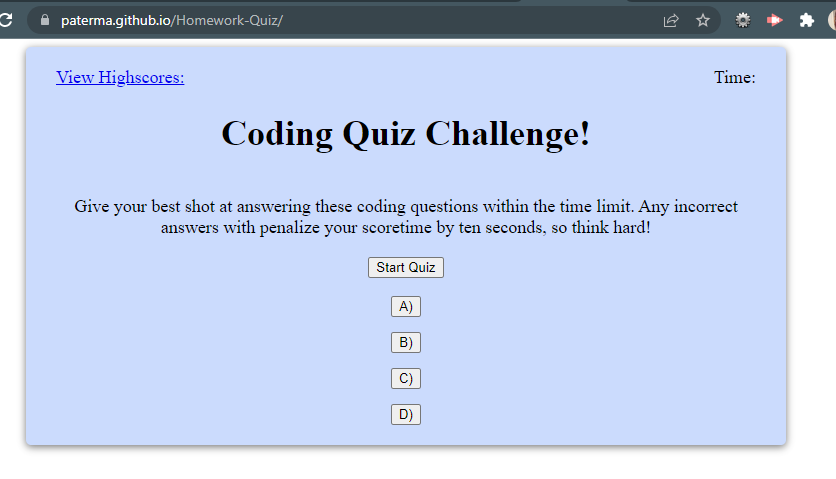 paterma.github.io/Homework-Quiz/
View Highscores: Time:
Coding Quiz Challenge!
Give your best shot at answering these coding questions within the time limit. Any incorrect
answers with penalize your scoretime by ten seconds, so think hard!
Start Quiz
A)
B)
C)
D)